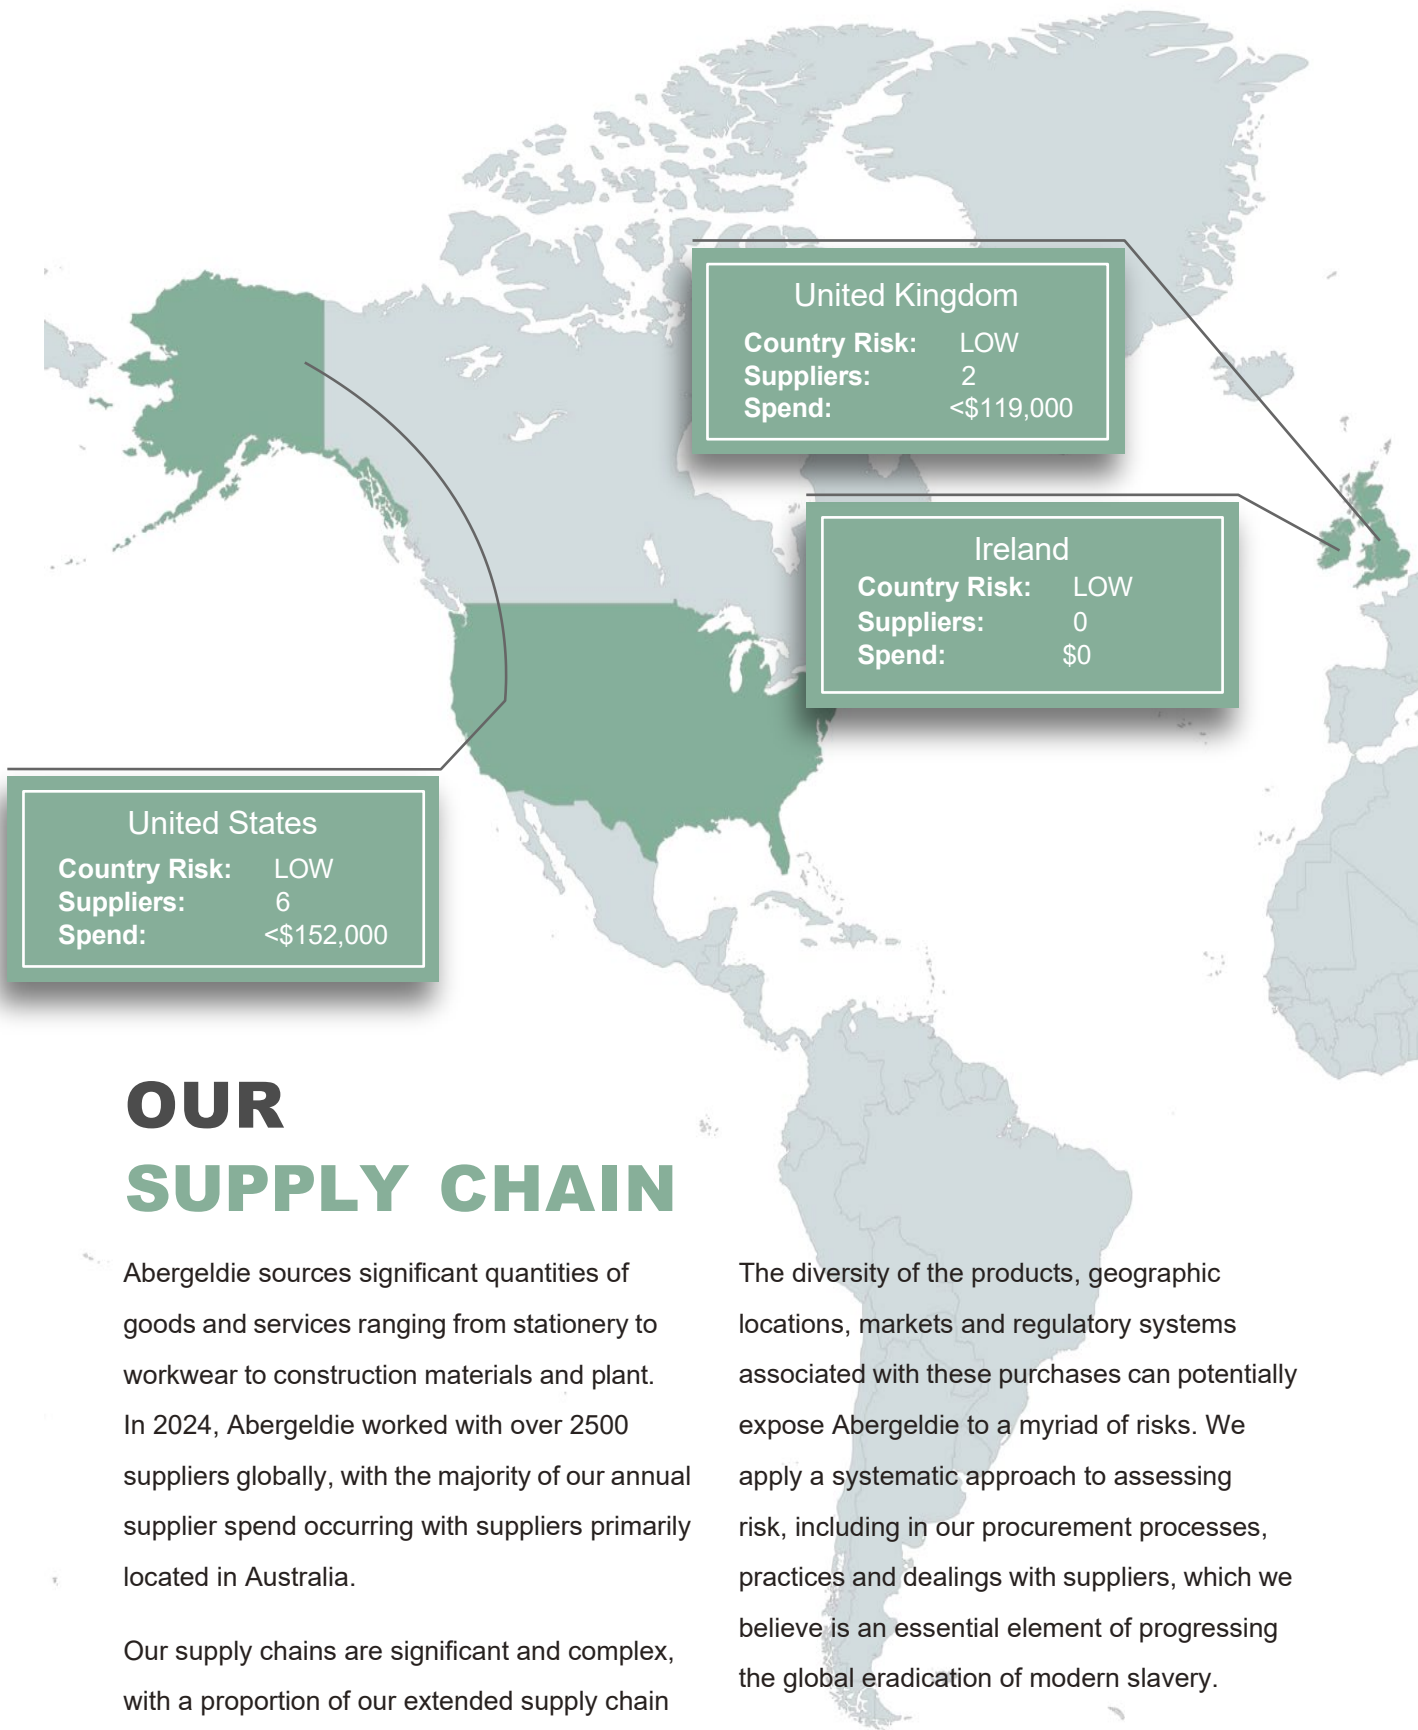 United Kingdom
Country Risk: LOW
Suppliers: 2
Spend: <$119,000
Ireland
Country Risk: LOW
Suppliers: 0
Spend: $0
United States
Country Risk: LOW
Suppliers: 6
Spend: <$152,000
OUR
SUPPLY CHAIN
Abergeldie sources significant quantities of
goods and services ranging from stationery to
workwear to construction materials and plant.
In 2024, Abergeldie worked with over 2500
suppliers globally, with the majority of our annual
supplier spend occurring with suppliers primarily
located in Australia.
Our supply chains are significant and complex,
with a proportion of our extended supply chain
The diversity of the products, geographic
locations, markets and regulatory systems
associated with these purchases can potentially
expose Abergeldie to a myriad of risks. We
apply a systematic approach to assessing
risk, including in our procurement processes,
practices and dealings with suppliers, which we
believe is an essential element of progressing
the global eradication of modern slavery.